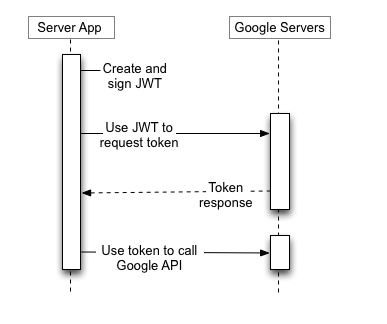 Server App
Google Servers
Create and
sign JWT
Use JWT to
request token
Token
response
Use token to call
Google API